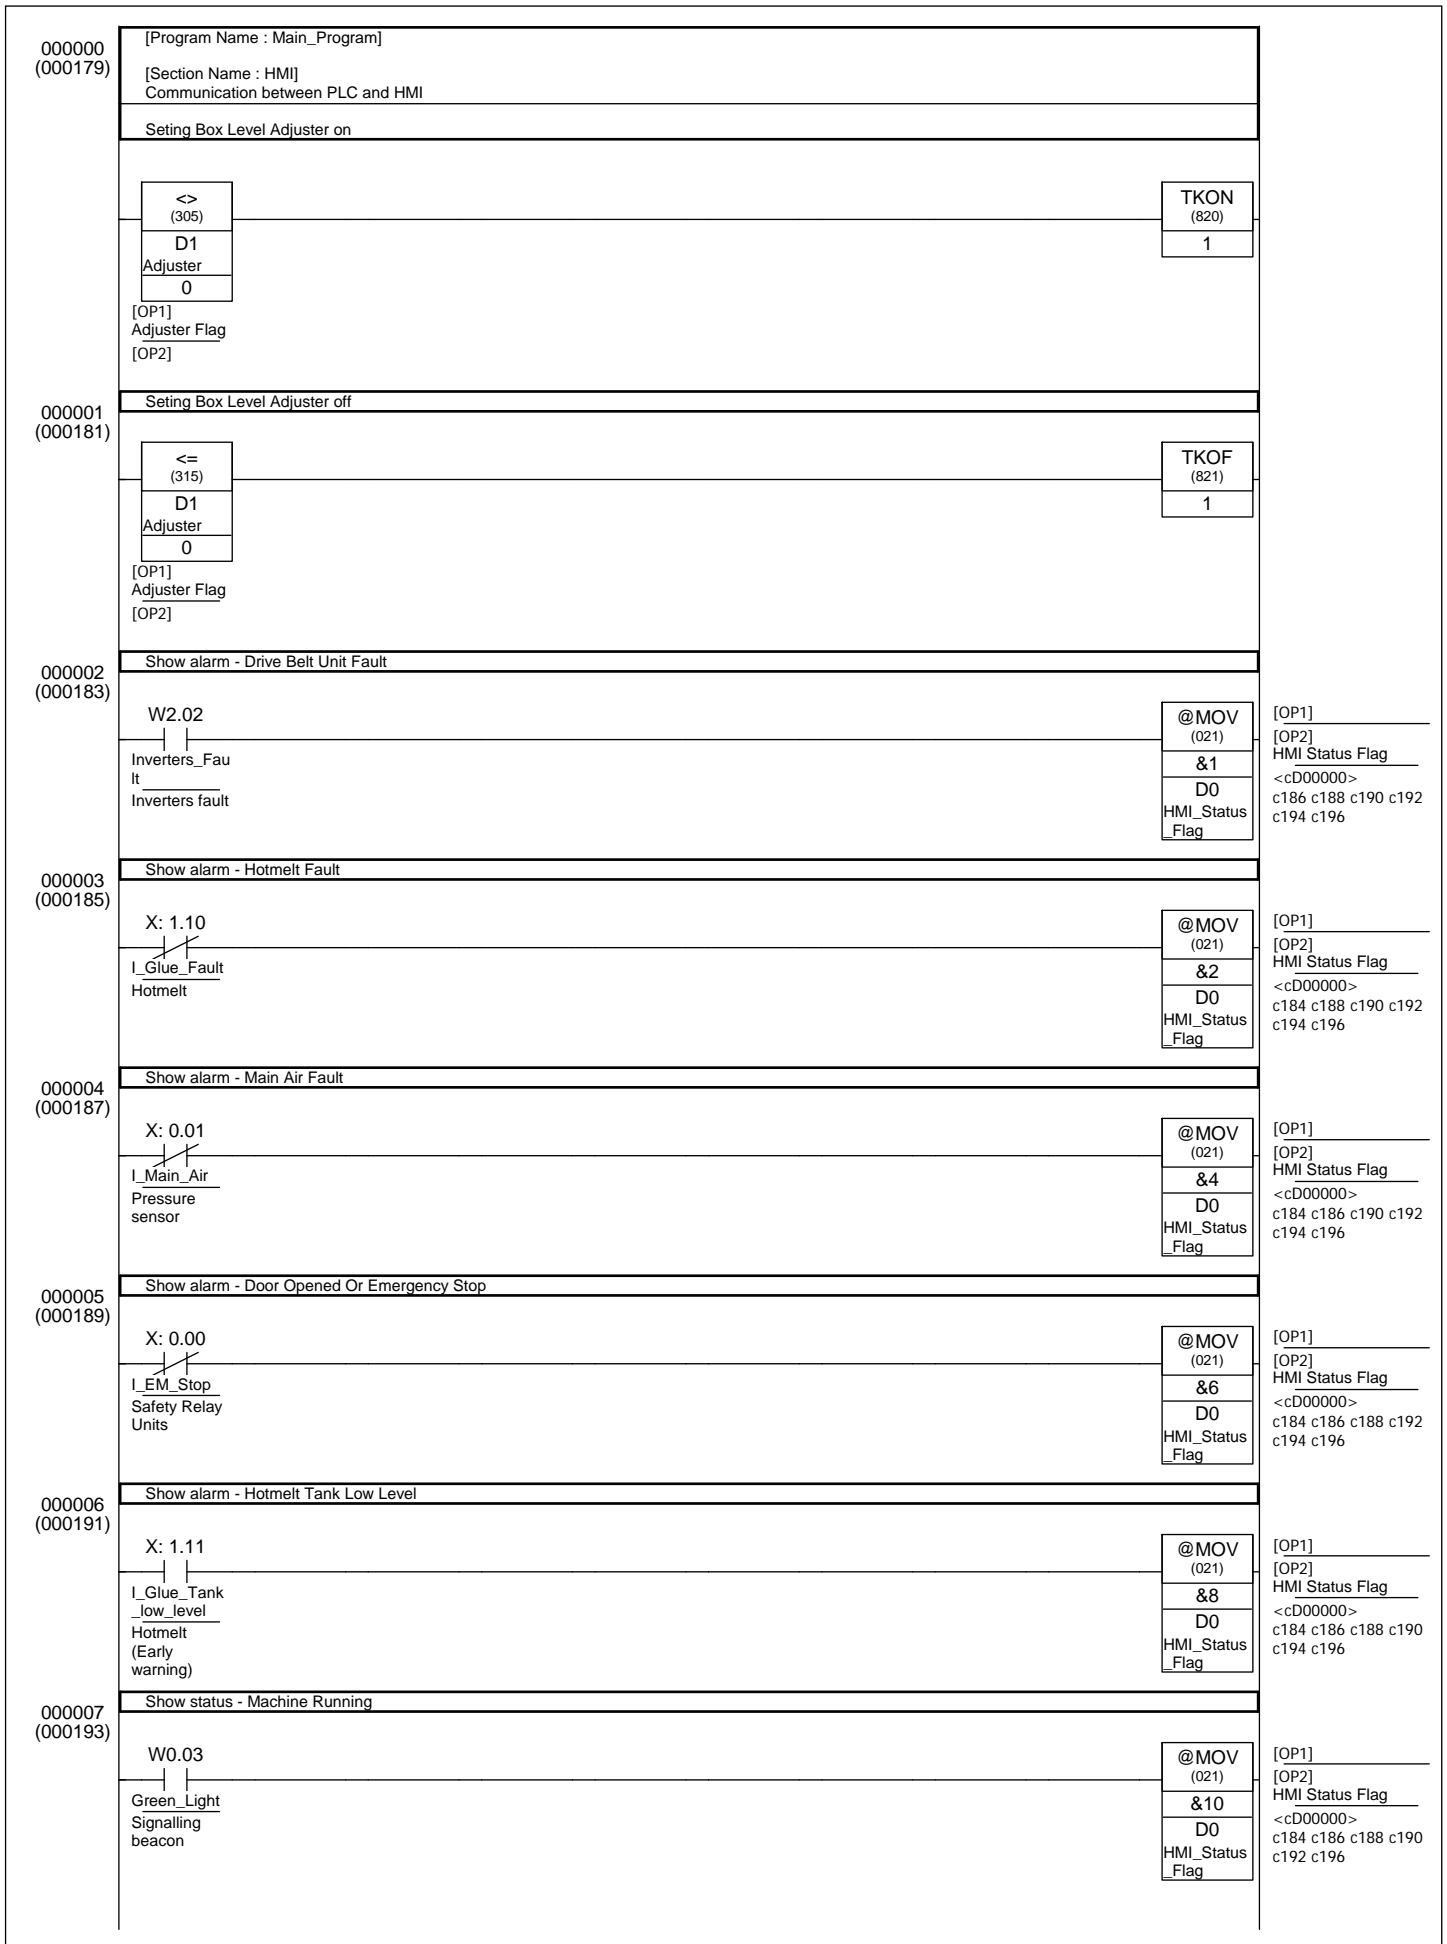 000000
(000179)
[Program Name : Main_Program]
[Section Name : HMI]
Communication between PLC and HMI
Seting Box Level Adjuster on
<>
(305)
D1
Adjuster
0
[OP1]
Adjuster Flag
[OP2]
TKON
(820)
1
000001
(000181)
Seting Box Level Adjuster off
<=
(315)
D1
Adjuster
0
[OP1]
Adjuster Flag
[OP2]
TKOF
(821)
1
000002
(000183)
Show alarm - Drive Belt Unit Fault
W2.02
Inverters_Fau
lt
Inverters fault
@MOV
(021)
&1
D0
HMI_Status
_Flag
[OP1]
[OP2]
HMI Status Flag
<cD00000>
c186 c188 c190 c192
c194 c196
000003
(000185)
Show alarm - Hotmelt Fault
X: 1.10
I_Glue_Fault
Hotmelt
@MOV
(021)
&2
D0
HMI_Status
_Flag
[OP1]
[OP2]
HMI Status Flag
<cD00000>
c184 c188 c190 c192
c194 c196
000004
(000187)
Show alarm - Main Air Fault
X: 0.01
I_Main_Air
Pressure
sensor
@MOV
(021)
&4
D0
HMI_Status
_Flag
[OP1]
[OP2]
HMI Status Flag
<cD00000>
c184 c186 c190 c192
c194 c196
000005
(000189)
Show alarm - Door Opened Or Emergency Stop
X: 0.00
I_EM_Stop
Safety Relay
Units
@MOV
(021)
&6
D0
HMI_Status
_Flag
[OP1]
[OP2]
HMI Status Flag
<cD00000>
c184 c186 c188 c192
c194 c196
000006
(000191)
Show alarm - Hotmelt Tank Low Level
X: 1.11
I_Glue_Tank
_low_level
Hotmelt
(Early
warning)
@MOV
(021)
&8
D0
HMI_Status
_Flag
[OP1]
[OP2]
HMI Status Flag
<cD00000>
c184 c186 c188 c190
c194 c196
000007
(000193)
Show status - Machine Running
W0.03
Green_Light
Signalling
beacon
@MOV
(021)
&10
D0
HMI_Status
_Flag
[OP1]
[OP2]
HMI Status Flag
<cD00000>
c184 c186 c188 c190
c192 c196